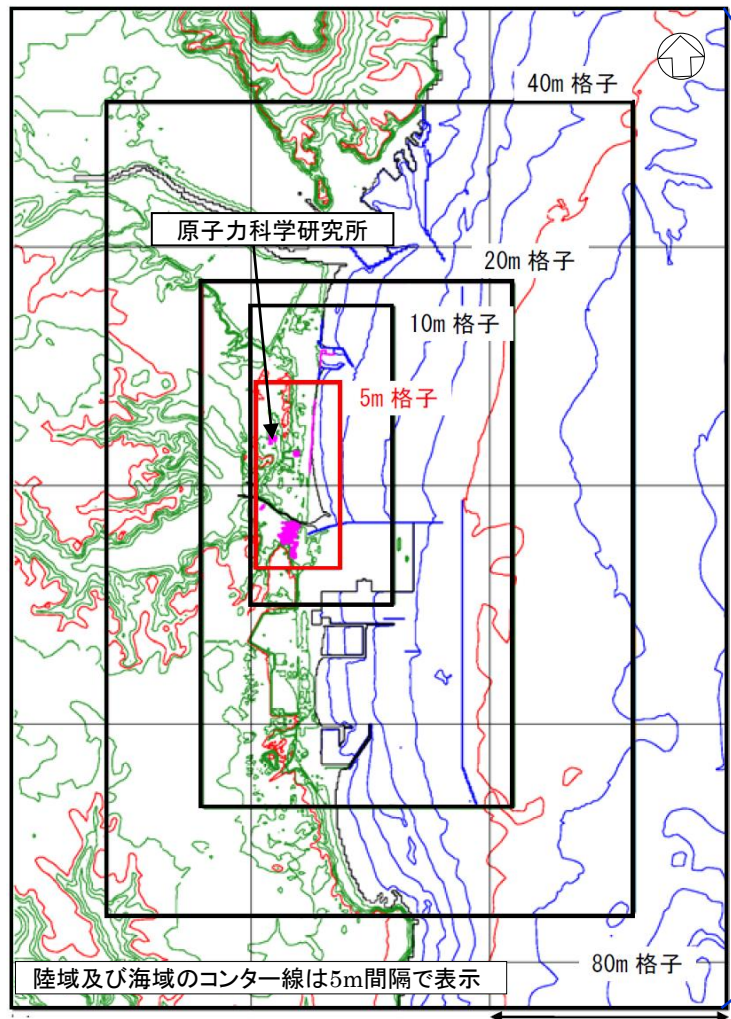 40m 格子
原子力科学研究所
20m 格子
10m 格子
5m 格子
80m 格子
陸域及び海域のコンター線は5m間隔で表示